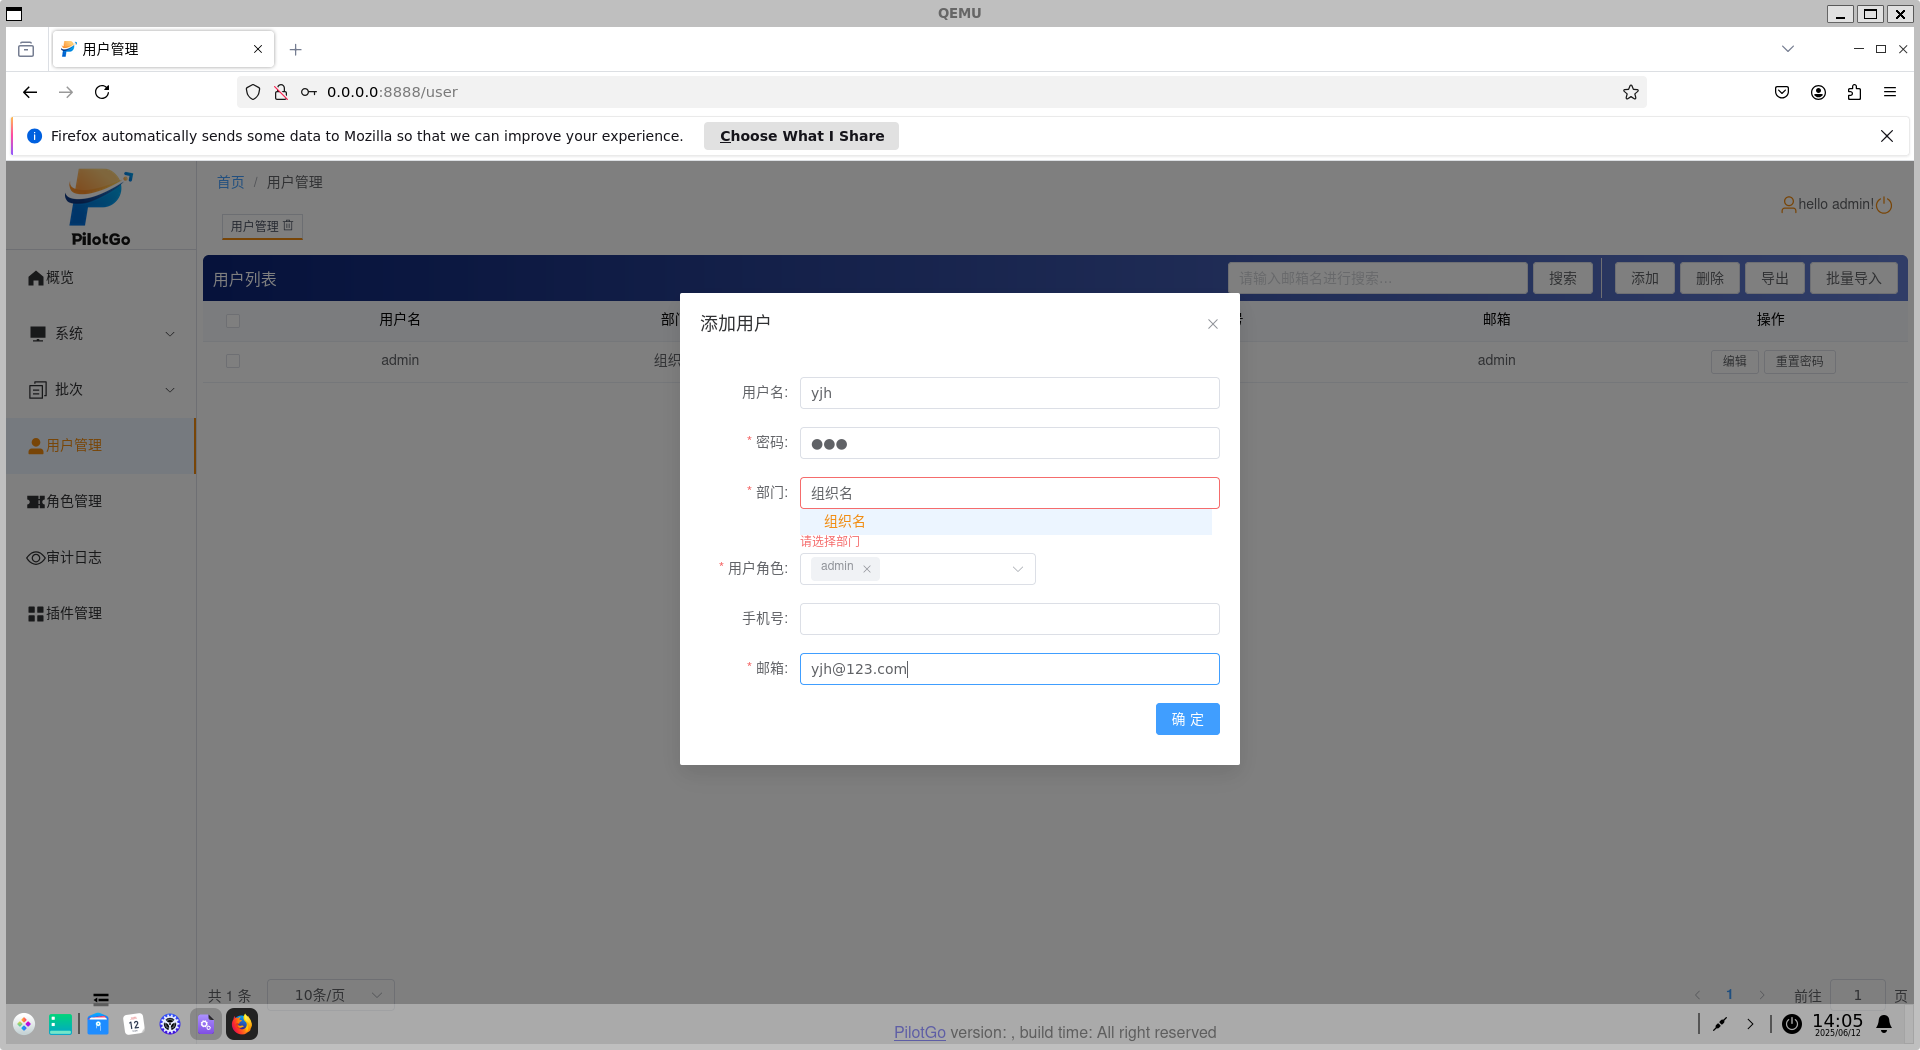 QEMU
用户管理
0.0.0.0:8888/user
Firefox automatically sends some data to Mozilla so that we can improve your experience.
Choose What I Share
PilotGo
首页 / 用户管理
hello admin!
用户管理
概览
系统
批次
用户管理
角色管理
审计日志
插件管理
用户列表
请输入邮箱名进行搜索...
搜索
添加
删除
导出
批量导入
用户名
部门
号
邮箱
操作
admin
组织
admin
编辑
重置密码
添加用户
用户名:
yjh
* 密码:
●●●
* 部门:
组织名
组织名
请选择部门
* 用户角色:
admin
手机号:
* 邮箱:
yjh@123.com
确 定
共 1 条
10条/页
1
前往
1
页
PilotGo version: , build time: All right reserved
12
14:05
2025/06/12